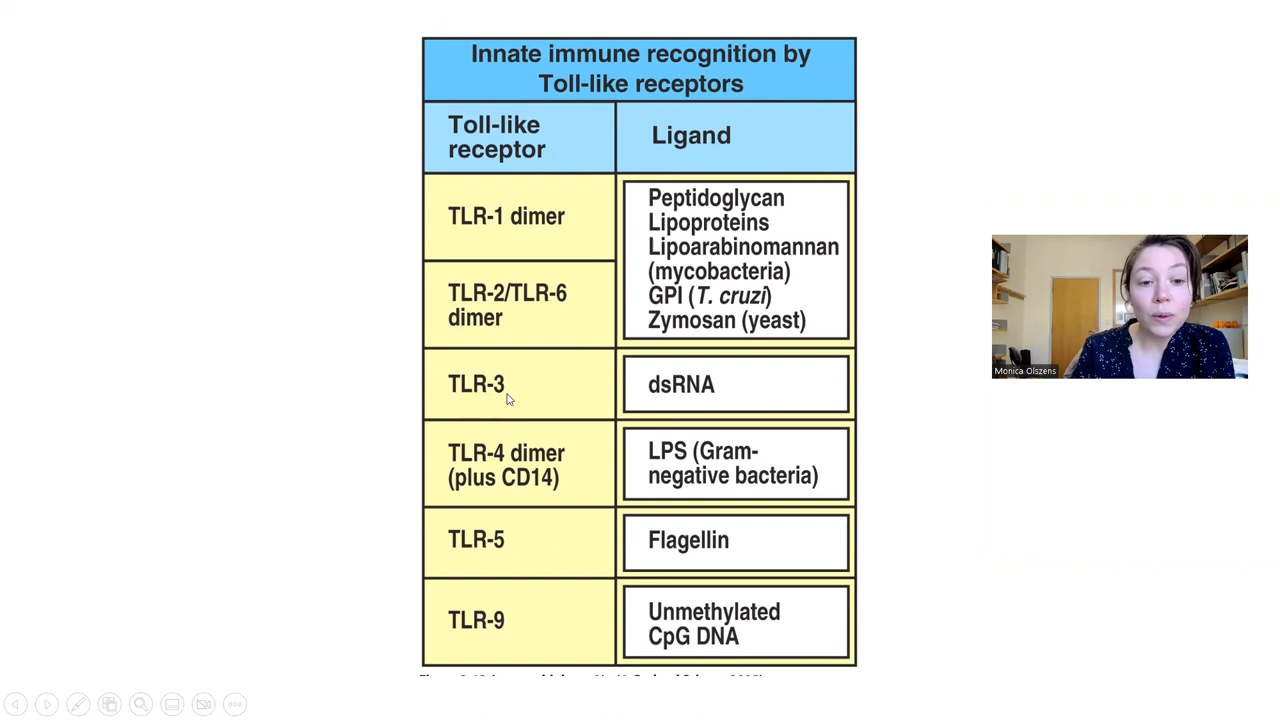 Innate immune recognition by
Toll-like receptors
Toll-like
receptor
Ligand
TLR-1 dimer
Peptidoglycan
Lipoproteins
Lipoarabinomannan
(mycobacteria)
GPI (T. cruzi)
Zymosan (yeast)
TLR-2/TLR-6
dimer
TLR-3
dsRNA
TLR-4 dimer
(plus CD14)
LPS (Gram-
negative bacteria)
TLR-5
Flagellin
TLR-9
Unmethylated
CpG DNA
Monica Olszens